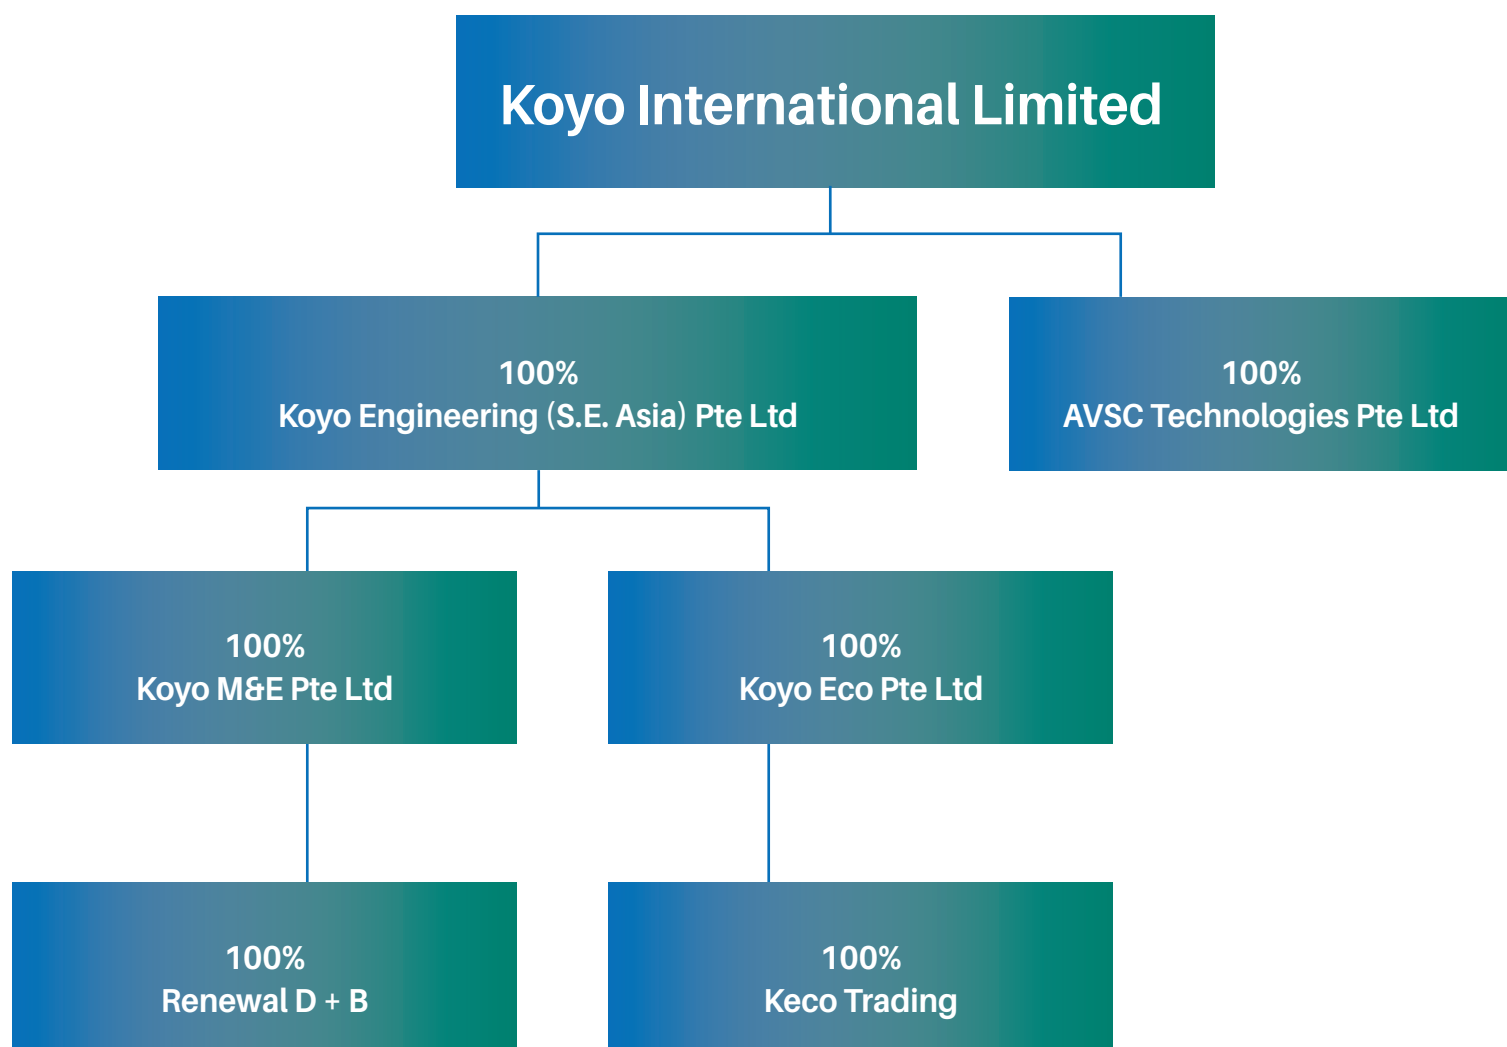 Koyo International Limited
100%
Koyo Engineering (S.E. Asia) Pte Ltd
100%
AVSC Technologies Pte Ltd
100%
Koyo M&E Pte Ltd
100%
Koyo Eco Pte Ltd
100%
Renewal D + B
100%
Keco Trading